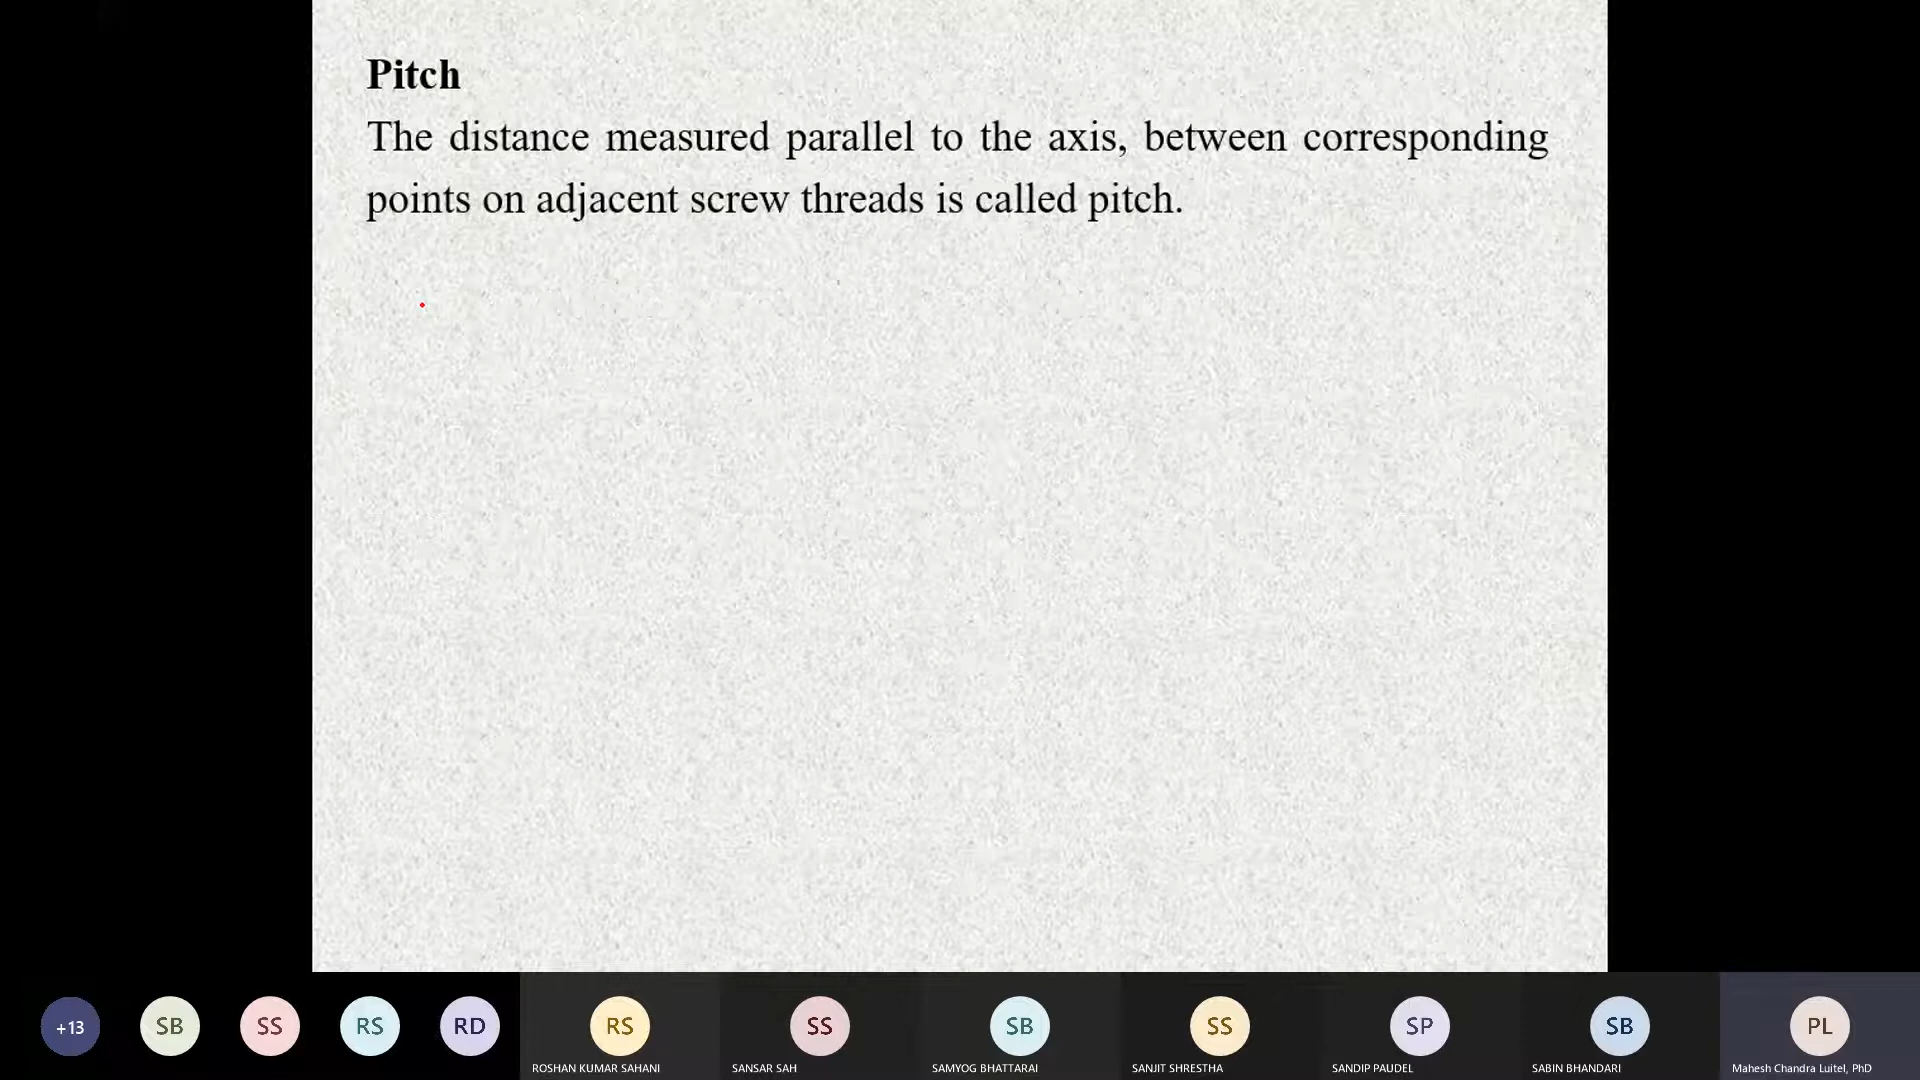 Pitch
The distance measured parallel to the axis, between corresponding
points on adjacent screw threads is called pitch.
+13
SB
SS
RS
RD
RS
SS
SB
SS
SP
SB
PL
ROSHAN KUMAR SAHANI
SANSAR SAH
SAMYOG BHATTARAI
SANJIT SHRESTHA
SANDIP PAUDEL
SABIN BHANDARI
Mahesh Chandra Luitel, PhD